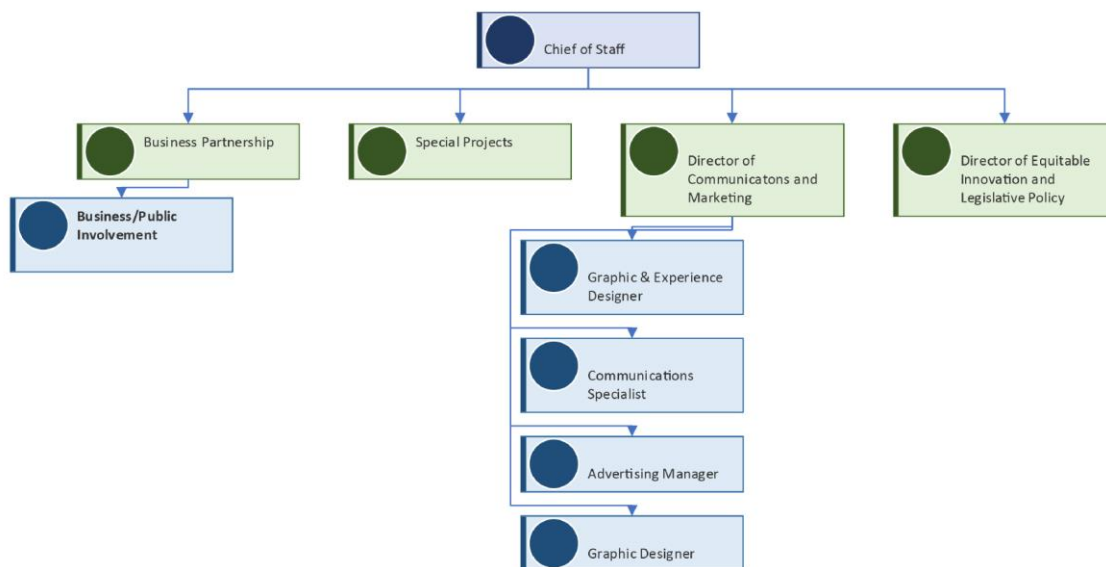 Chief of Staff
Business Partnership
Special Projects
Director of
Communicatons and
Marketing
Director of Equitable
Innovation and
Legislative Policy
Business/Public
Involvement
Graphic & Experience
Designer
Communications
Specialist
Advertising Manager
Graphic Designer